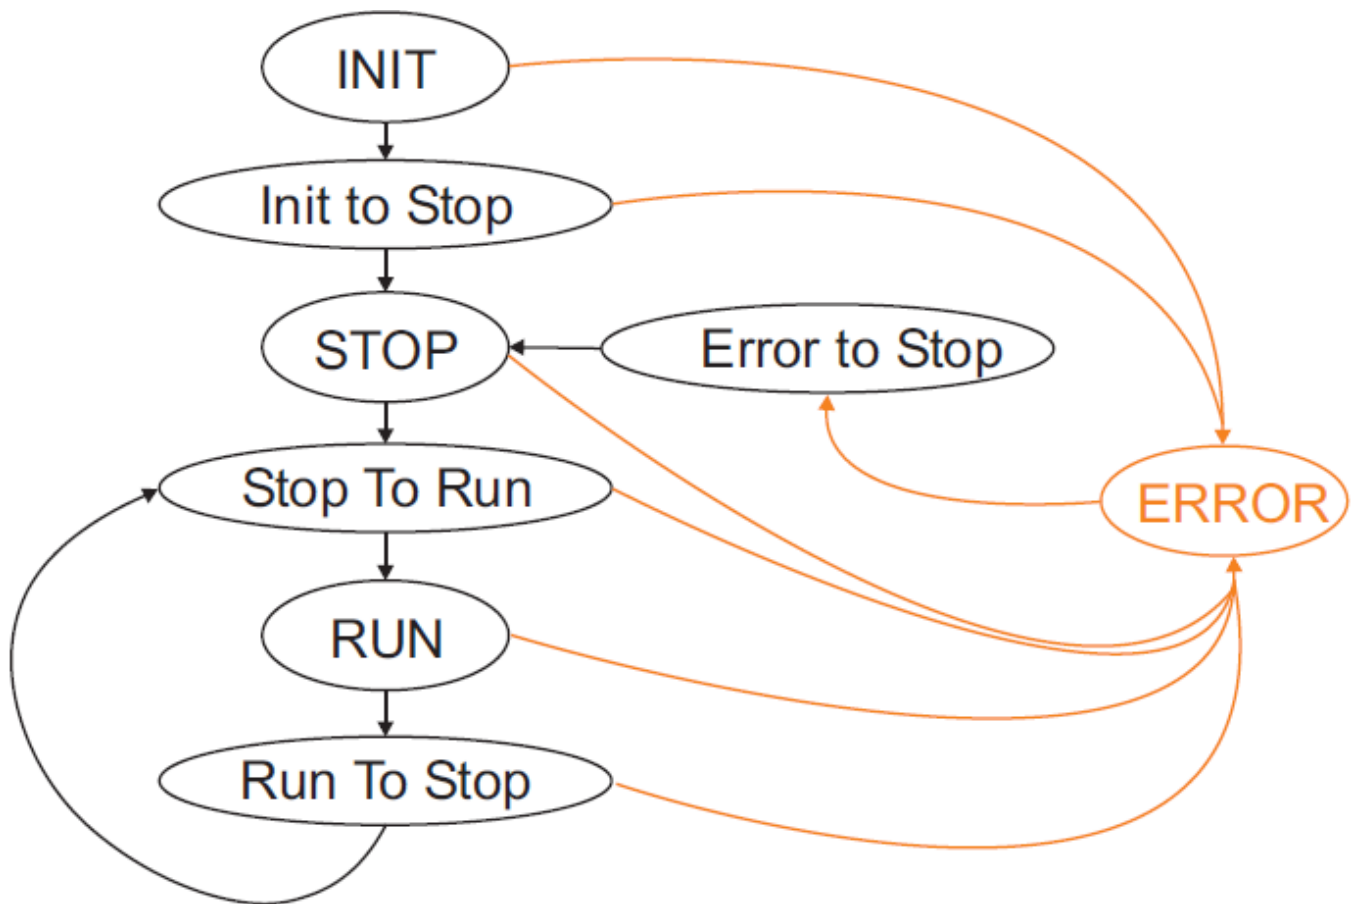 INIT
Init to Stop
STOP
Error to Stop
Stop To Run
ERROR
RUN
Run To Stop